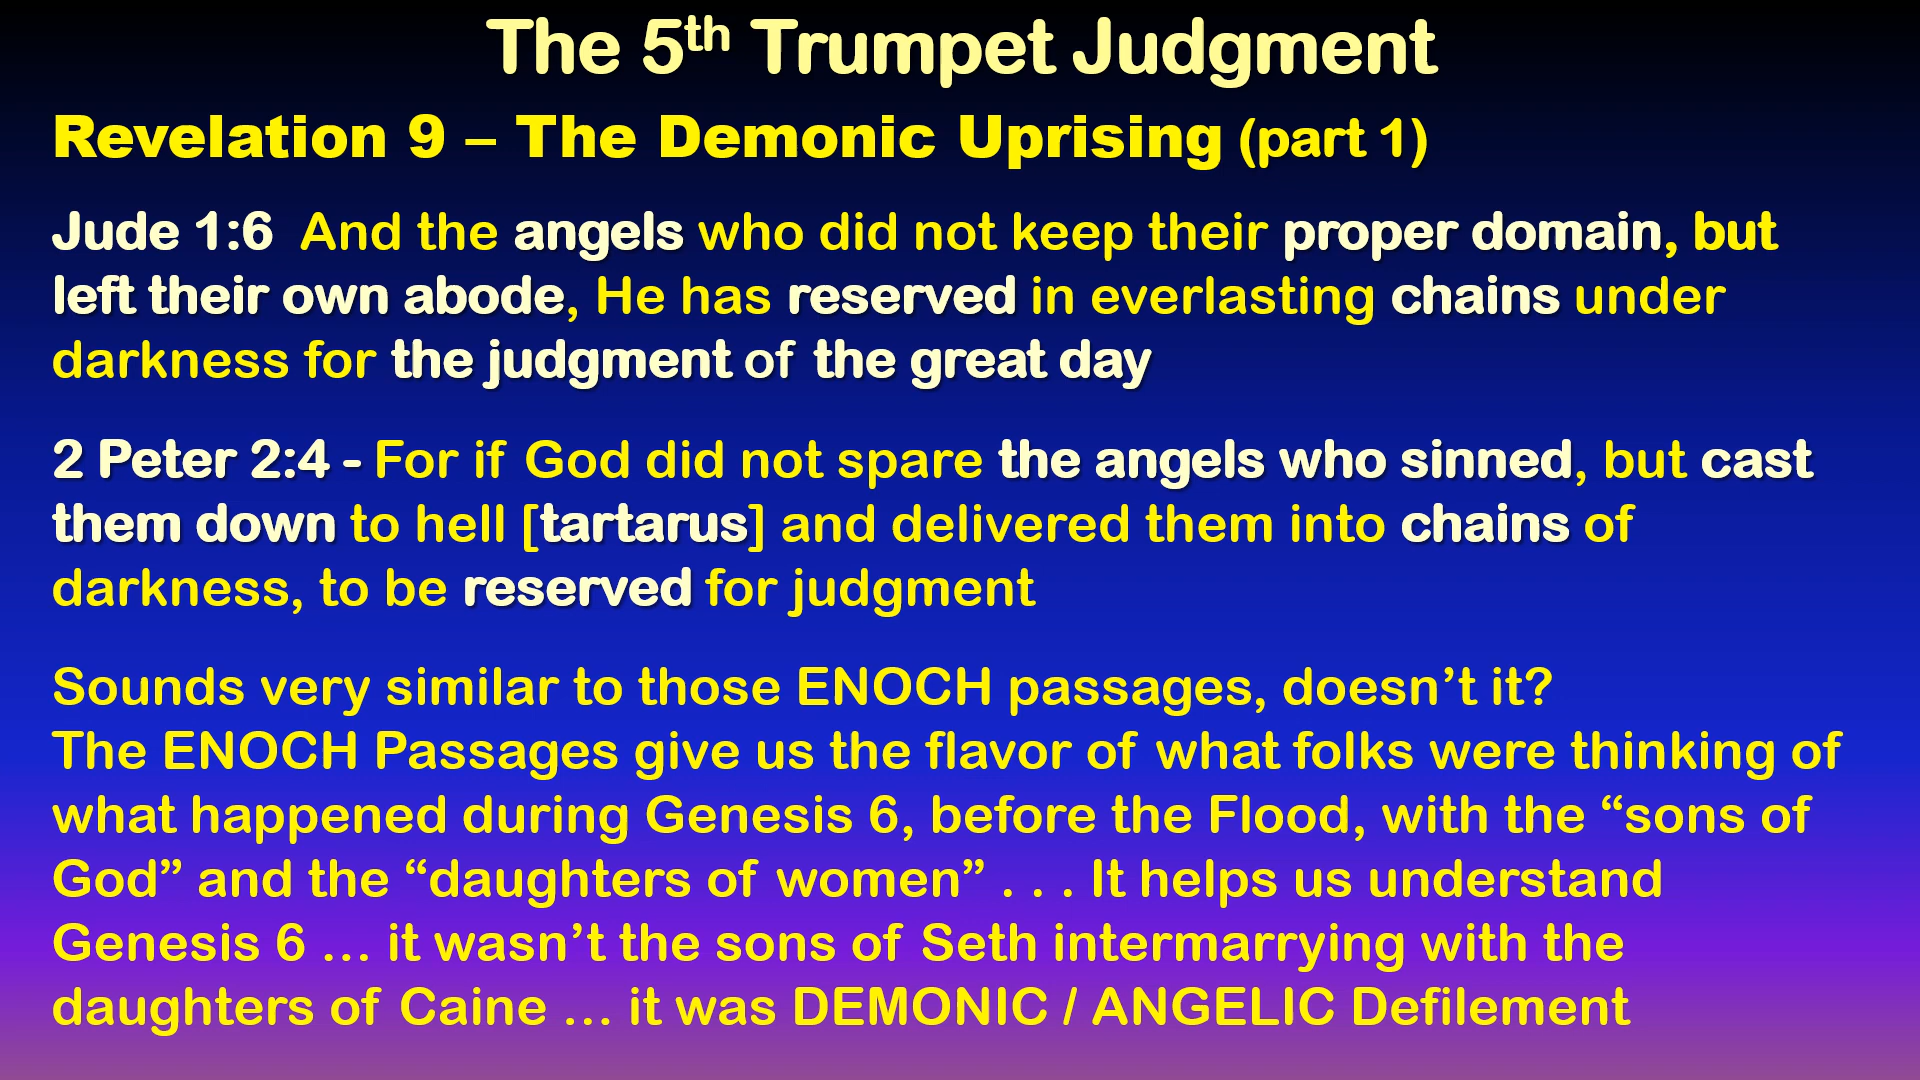 The 5th Trumpet Judgment
Revelation 9 – The Demonic Uprising (part 1)
Jude 1:6  And the angels who did not keep their proper domain, but
left their own abode, He has reserved in everlasting chains under
darkness for the judgment of the great day
2 Peter 2:4 - For if God did not spare the angels who sinned, but cast
them down to hell [tartarus] and delivered them into chains of
darkness, to be reserved for judgment
Sounds very similar to those ENOCH passages, doesn’t it?
The ENOCH Passages give us the flavor of what folks were thinking of
what happened during Genesis 6, before the Flood, with the “sons of
God” and the “daughters of women” . . . It helps us understand
Genesis 6 … it wasn’t the sons of Seth intermarrying with the
daughters of Caine … it was DEMONIC / ANGELIC Defilement